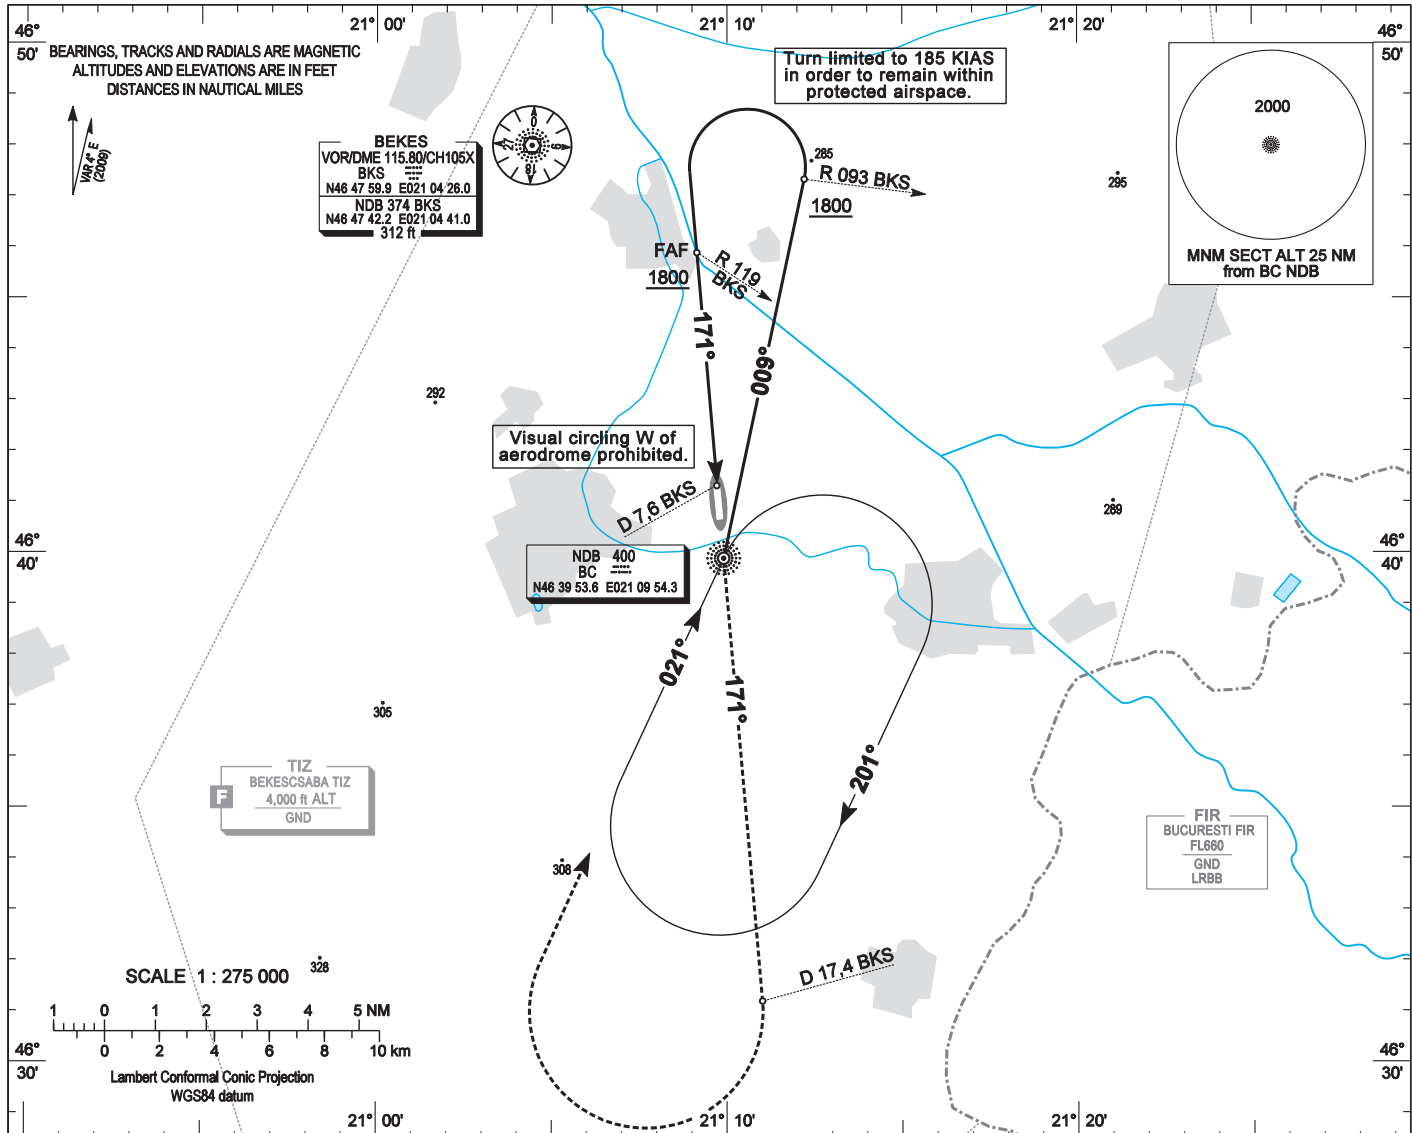 21° 00'
21° 10'
21° 20'
46°
50'
46°
50'
BEARINGS, TRACKS AND RADIALS ARE MAGNETIC
ALTITUDES AND ELEVATIONS ARE IN FEET
DISTANCES IN NAUTICAL MILES
VAR 4° E
(2009)
BEKES
VOR/DME 115.80/CH105X
BKS
N46 47 59.9 E021 04 26.0
NDB 374 BKS
N46 47 42.2 E021 04 41.0
312 ft
0
9
18
27
Turn limited to 185 KIAS
in order to remain within
protected airspace.
2000
MNM SECT ALT 25 NM
from BC NDB
285
R 093 BKS
1800
295
FAF
1800
R 119
BKS
171°
009°
292
Visual circling W of
aerodrome prohibited.
D 7,6 BKS
289
46°
40'
46°
40'
NDB 400
BC
N46 39 53.6 E021 09 54.3
021°
171°
201°
305
TIZ
BEKESCSABA TIZ
4,000 ft ALT
GND
F
FIR
BUCURESTI FIR
FL660
GND
LRBB
308
328
D 17,4 BKS
SCALE 1 : 275 000
1 0 1 2 3 4 5 NM
0 2 4 6 8 10 km
Lambert Conformal Conic Projection
WGS84 datum
46°
30'
46°
30'
21° 00'
21° 10'
21° 20'